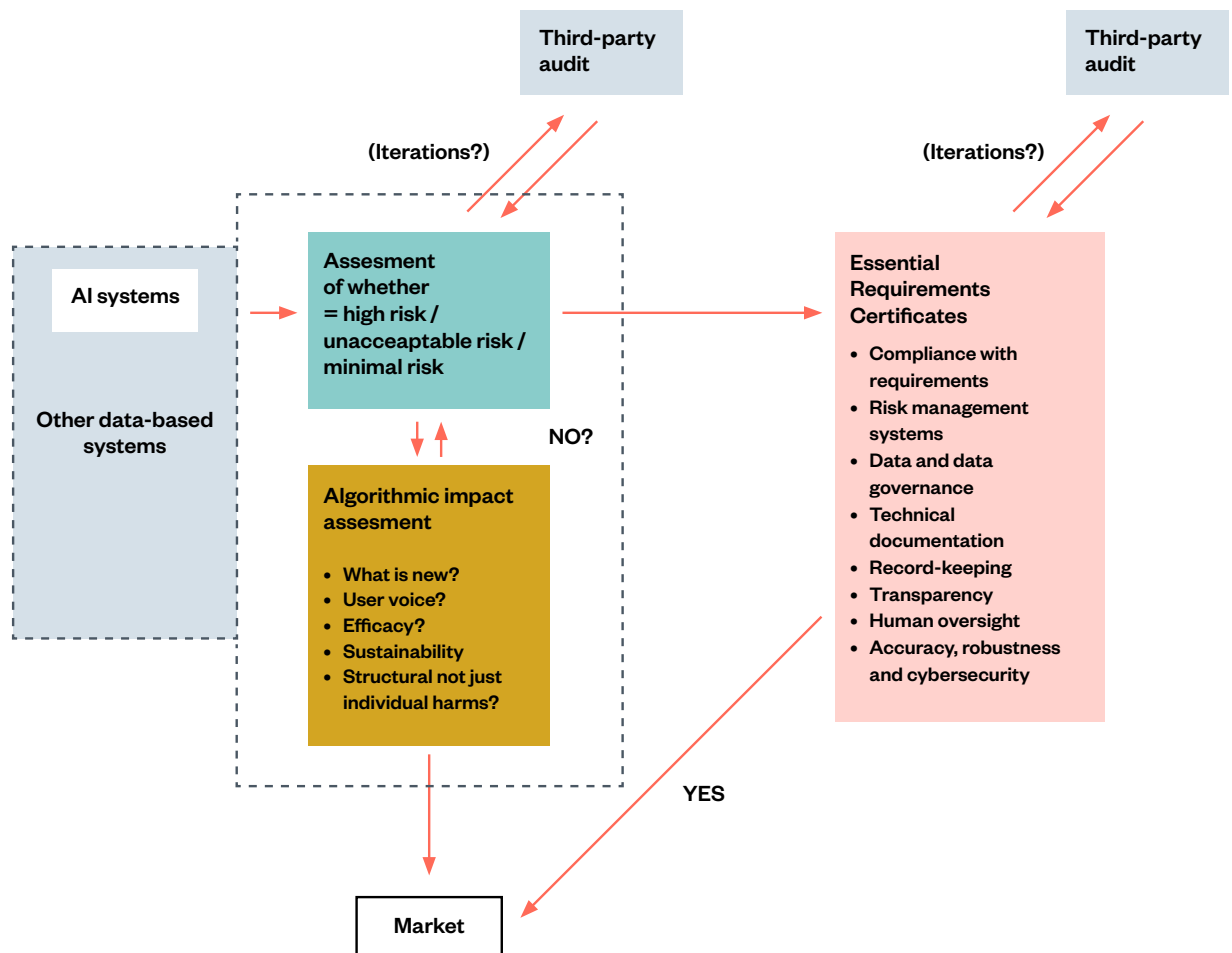 Third-party
audit
Third-party
audit
(Iterations?)
(Iterations?)
AI systems
Other data-based
systems
Assesment
of whether
= high risk /
unacceaptable risk /
minimal risk
NO?
Algorithmic impact
assesment
• What is new?
• User voice?
• Efficacy?
• Sustainability
• Structural not just
individual harms?
Essential
Requirements
Certificates
• Compliance with
requirements
• Risk management
systems
• Data and data
governance
• Technical
documentation
• Record-keeping
• Transparency
• Human oversight
• Accuracy, robustness
and cybersecurity
YES
Market